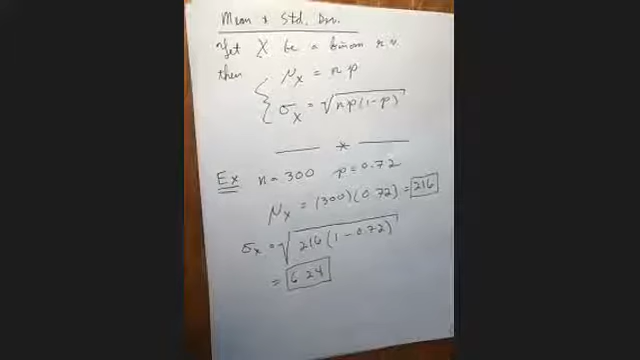 Mean & Std. Dev.
Let X be a binom r.v.
then
μx = n p
σx = √np(1-p)
*
Ex n = 300 p = 0.72
μx = (300)(0.72) = 216
σx = √216(1-0.72)
= 6.24